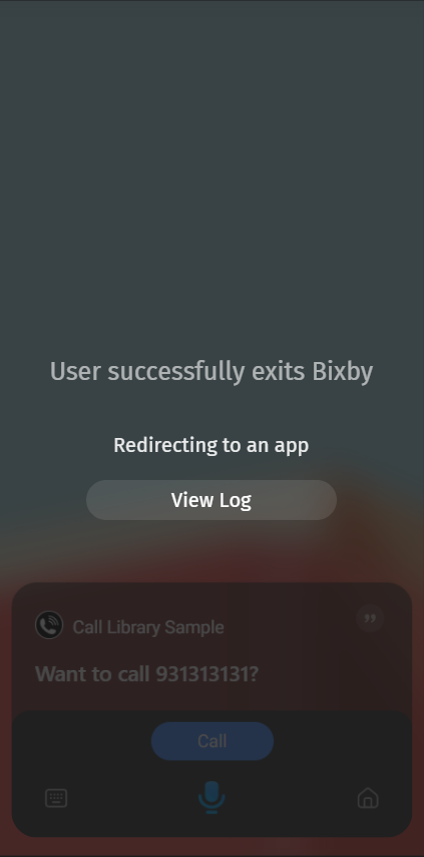 User successfully exits Bixby
Redirecting to an app
View Log
Call Library Sample
Want to call 931313131?
Call